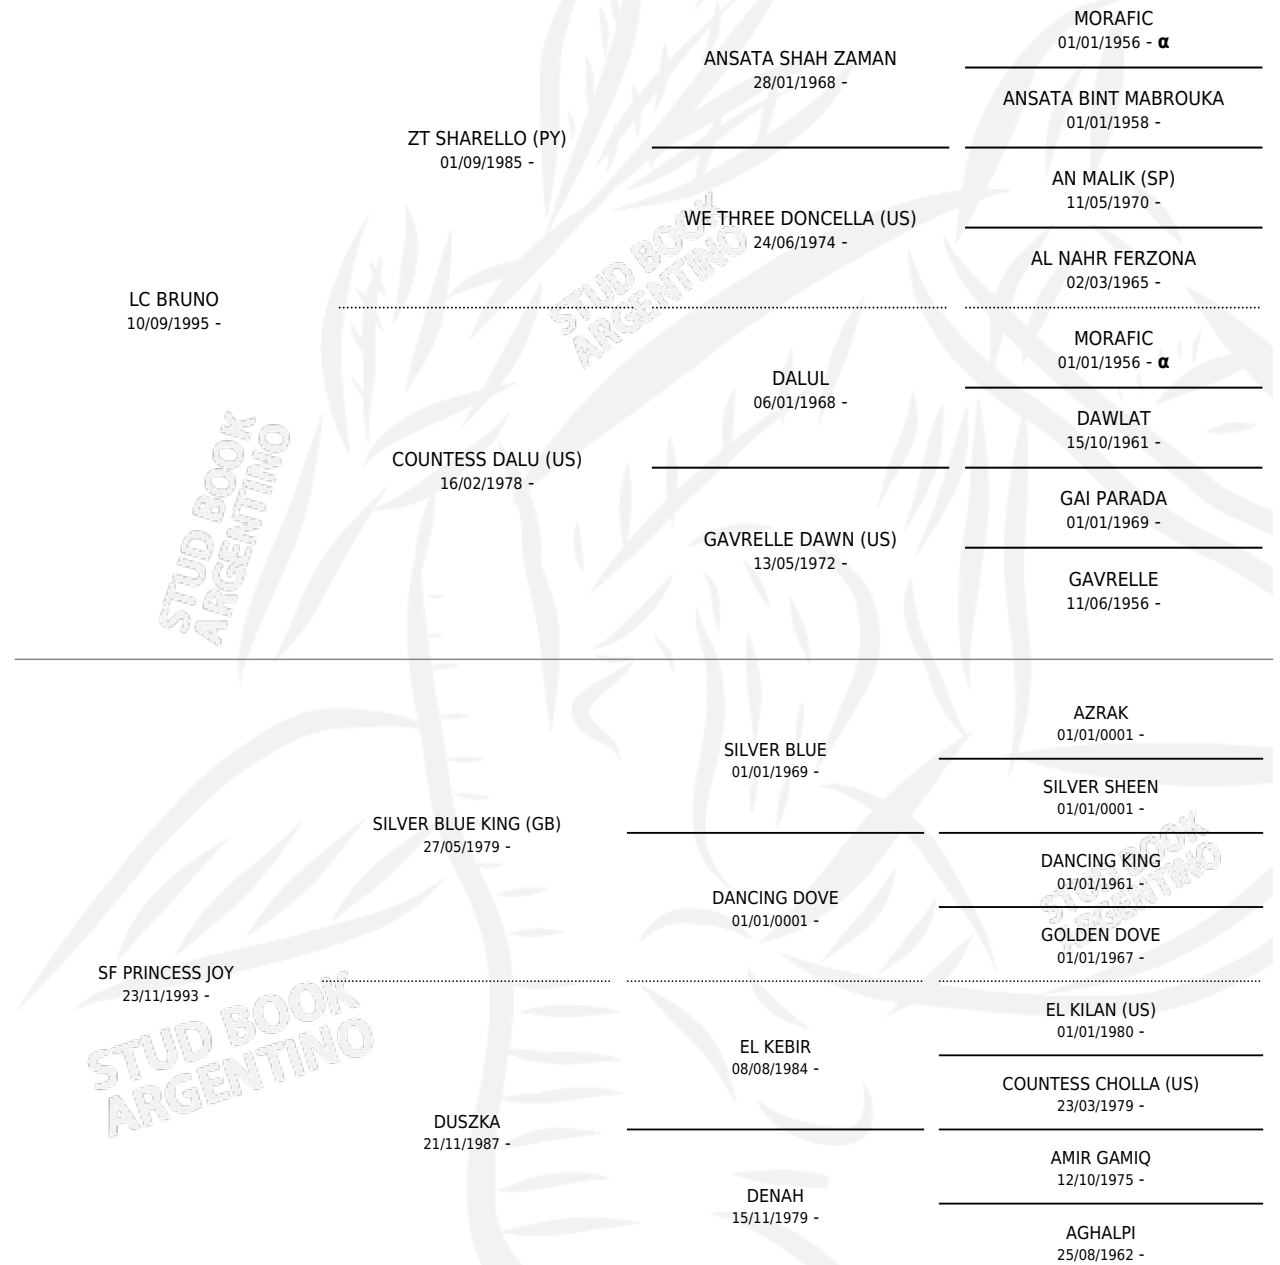 MORAFIC
01/01/1956 - α
ANSATA SHAH ZAMAN
28/01/1968 -
ANSATA BINT MABROUKA
01/01/1958 -
ZT SHARELLO (PY)
01/09/1985 -
AN MALIK (SP)
11/05/1970 -
WE THREE DONCELLA (US)
24/06/1974 -
AL NAHR FERZONA
02/03/1965 -
LC BRUNO
10/09/1995 -
STUD BOOK
ARGENTINO
MORAFIC
01/01/1956 - α
DALUL
06/01/1968 -
DAWLAT
15/10/1961 -
COUNTESS DALU (US)
16/02/1978 -
GAI PARADA
01/01/1969 -
GAVRELLE DAWN (US)
13/05/1972 -
GAVRELLE
11/06/1956 -
STUD BOOK
ARGENTINO
AZRAK
01/01/0001 -
SILVER BLUE
01/01/1969 -
SILVER SHEEN
01/01/0001 -
SILVER BLUE KING (GB)
27/05/1979 -
DANCING KING
01/01/1961 -
DANCING DOVE
01/01/0001 -
GOLDEN DOVE
01/01/1967 -
STUD BOOK
ARGENTINO
SF PRINCESS JOY
23/11/1993 -
EL KILAN (US)
01/01/1980 -
EL KEBIR
08/08/1984 -
COUNTESS CHOLLA (US)
23/03/1979 -
STUD BOOK
ARGENTINO
DUSZKA
21/11/1987 -
AMIR GAMIQ
12/10/1975 -
DENAH
15/11/1979 -
AGHALPI
25/08/1962 -